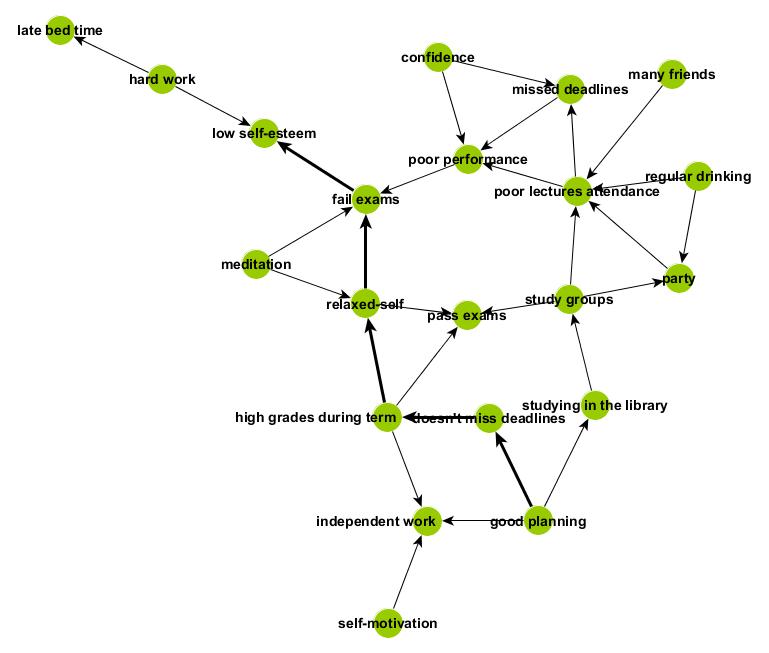 late bed time
hard work
confidence
missed deadlines
many friends
low self-esteem
poor performance
regular drinking
poor lectures attendance
fail exams
meditation
party
relaxed-self
pass exams
study groups
high grades during term
doesn't miss deadlines
studying in the library
independent work
good planning
self-motivation